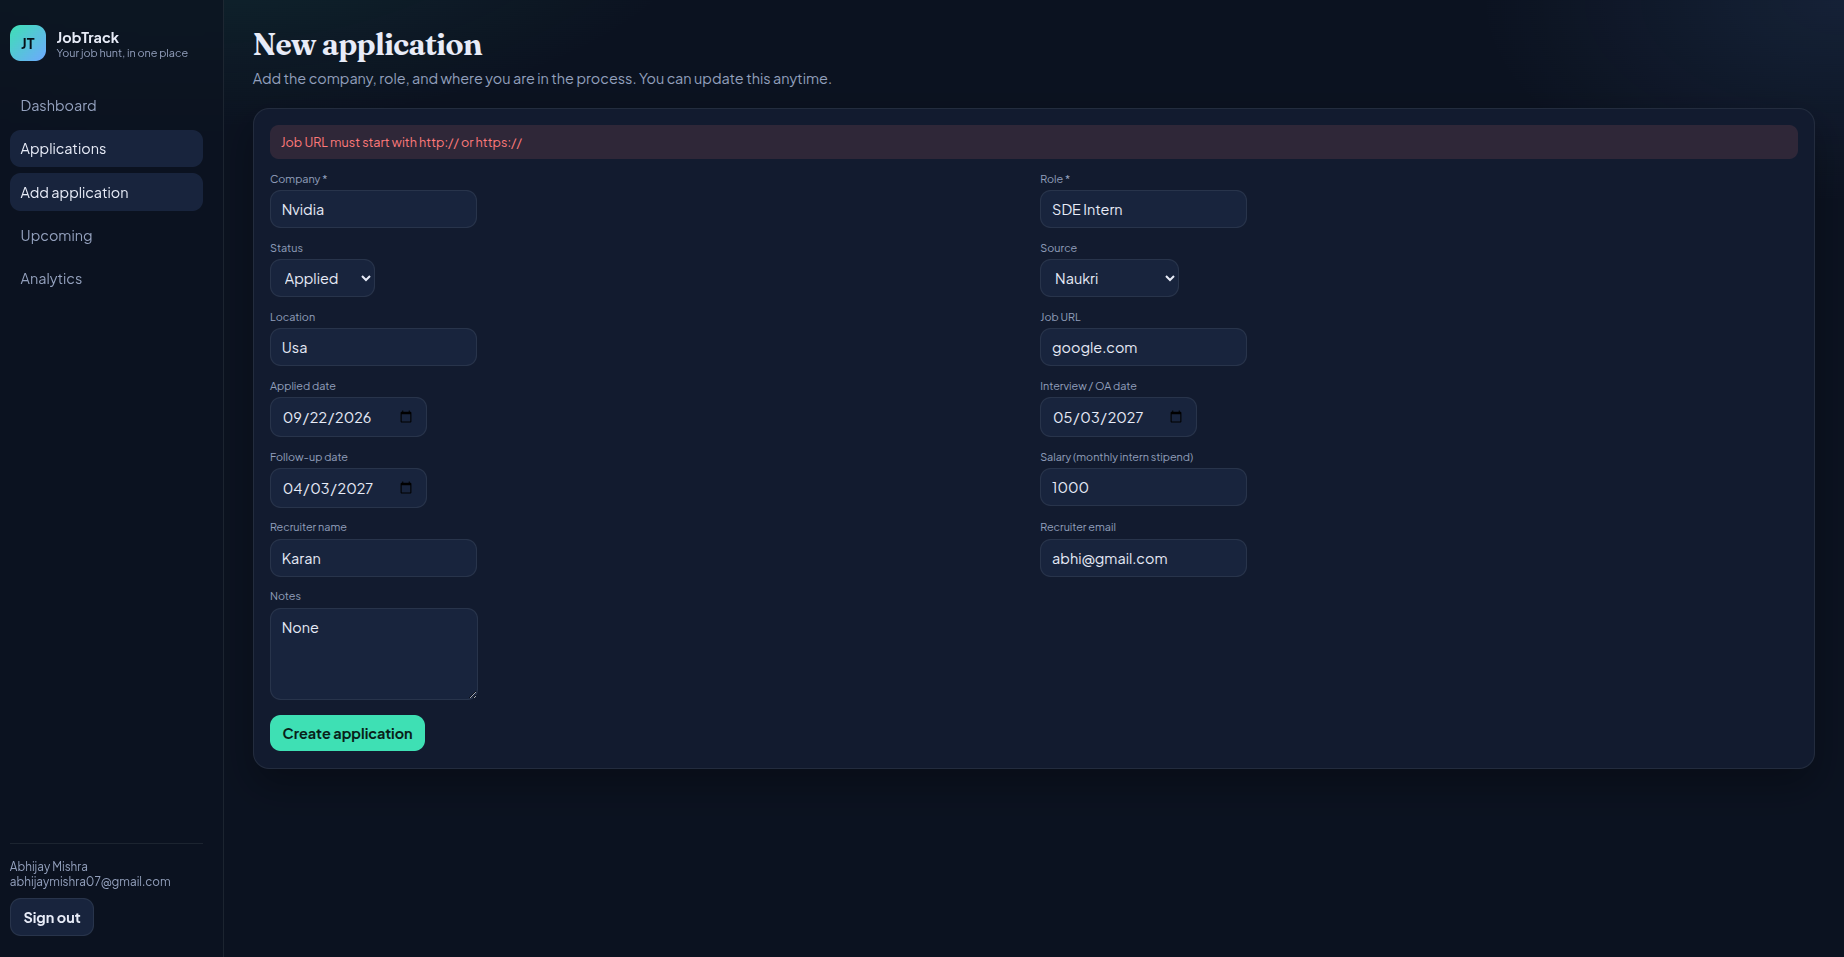 JT
JobTrack
Your job hunt, in one place
Dashboard
Applications
Add application
Upcoming
Analytics
Abhijay Mishra
abhijaymishra07@gmail.com
Sign out
New application
Add the company, role, and where you are in the process. You can update this anytime.
Job URL must start with http:// or https://
Company *
Nvidia
Role *
SDE Intern
Status
Applied
Source
Naukri
Location
Usa
Job URL
google.com
Applied date
09/22/2026
Interview / OA date
05/03/2027
Follow-up date
04/03/2027
Salary (monthly intern stipend)
1000
Recruiter name
Karan
Recruiter email
abhi@gmail.com
Notes
None
Create application